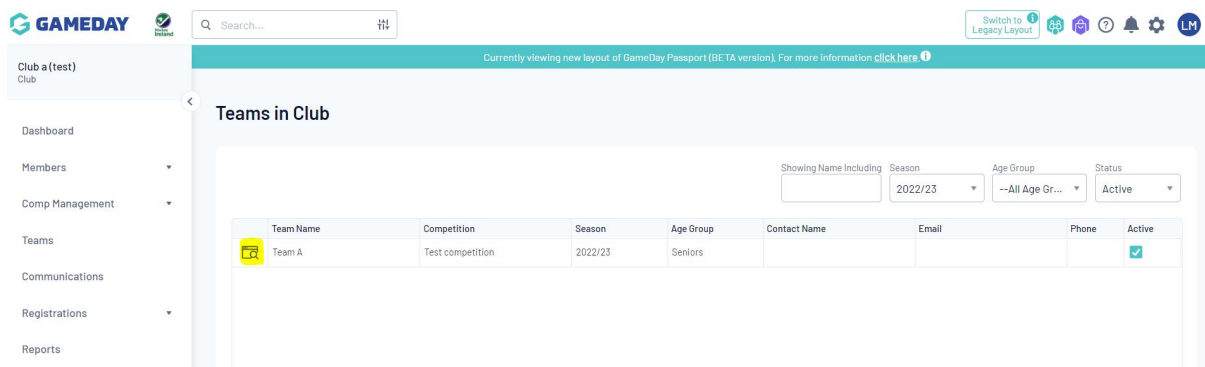 GAMEDAY
Hockey Ireland
Search...
Switch to
Legacy Layout
LM
Club a (test)
Club
Currently viewing new layout of GameDay Passport (BETA version), For more information click here.
Teams in Club
Dashboard
Members
Comp Management
Teams
Communications
Registrations
Reports
Showing Name Including
Season
Age Group
Status
2022/23
--All Age Gr...
Active
Team Name
Competition
Season
Age Group
Contact Name
Email
Phone
Active
Team A
Test competition
2022/23
Seniors